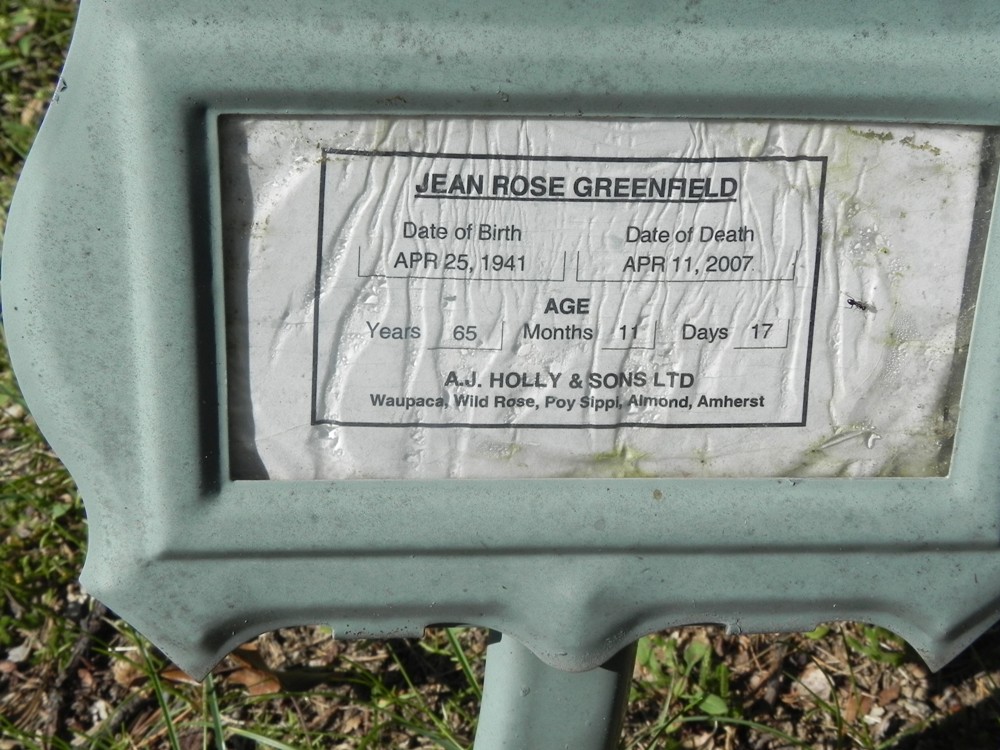 JEAN ROSE GREENFIELD
Date of Birth Date of Death
APR 25, 1941 APR 11, 2007
AGE
Years 65 Months 11 Days 17
A.J. HOLLY & SONS LTD
Waupaca, Wild Rose, Poy Sippi, Almond, Amherst